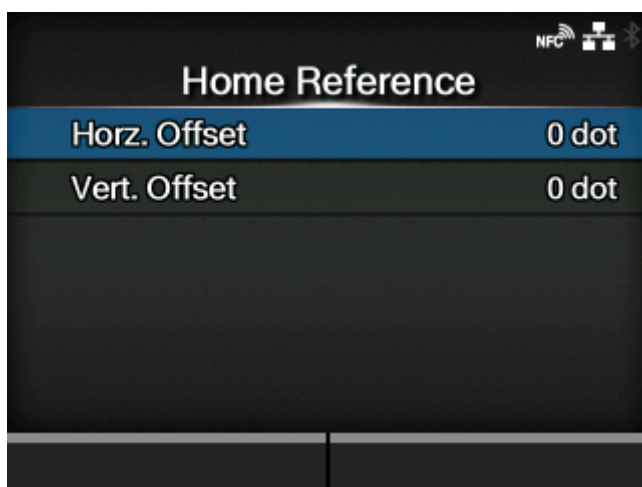 NFC
Home Reference
Horz. Offset 0 dot
Vert. Offset 0 dot